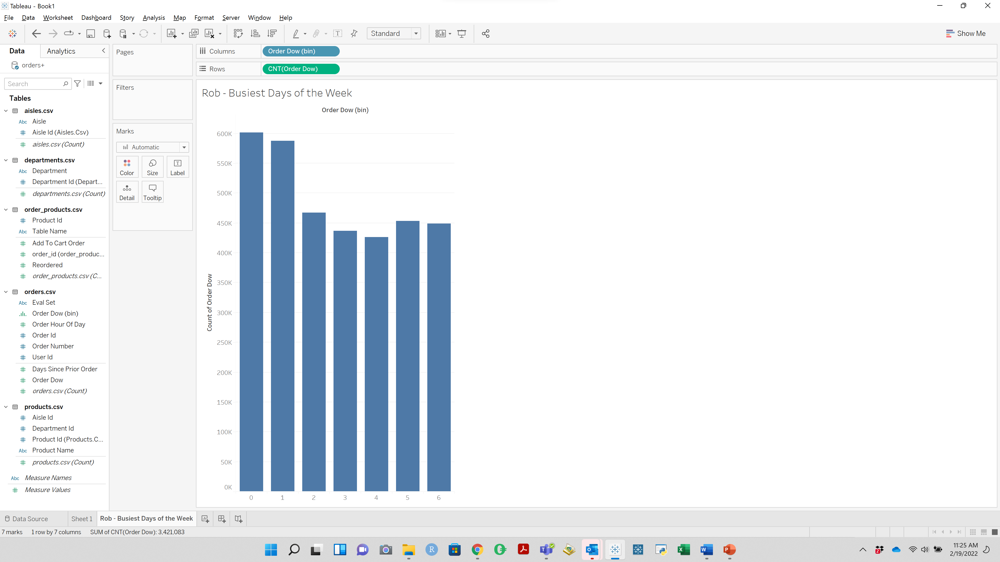 Tableau - Book1
File Data Worksheet Dashboard Story Analysis Map Format Server Window Help
Standard
Show Me
Data Analytics
orders+
Search
Tables
aisles.csv
Abc Aisle
# Aisle Id (Aisles.Csv)
# aisles.csv (Count)
departments.csv
Abc Department
# Department Id (Depart...
# departments.csv (Count)
order_products.csv
# Product Id
Abc Table Name
# Add To Cart Order
# order_id (order_produc...
# Reordered
# order_products.csv (C...
orders.csv
Abc Eval Set
Order Dow (bin)
# Order Hour Of Day
# Order Id
# Order Number
# User Id
# Days Since Prior Order
# Order Dow
# orders.csv (Count)
products.csv
# Aisle Id
# Department Id
# Product Id (Products.C...
Abc Product Name
# products.csv (Count)
Abc Measure Names
# Measure Values
Pages
Filters
Marks
Automatic
Color Size Label
Detail Tooltip
Columns Order Dow (bin)
Rows CNT(Order Dow)
Rob - Busiest Days of the Week
Order Dow (bin)
600K
550K
500K
450K
400K
350K
300K
250K
200K
150K
100K
50K
0K
Count of Order Dow
0 1 2 3 4 5 6
Data Source Sheet 1 Rob - Busiest Days of the Week
7 marks 1 row by 7 columns SUM of CNT(Order Dow): 3,421,083
11:25 AM
2/19/2022